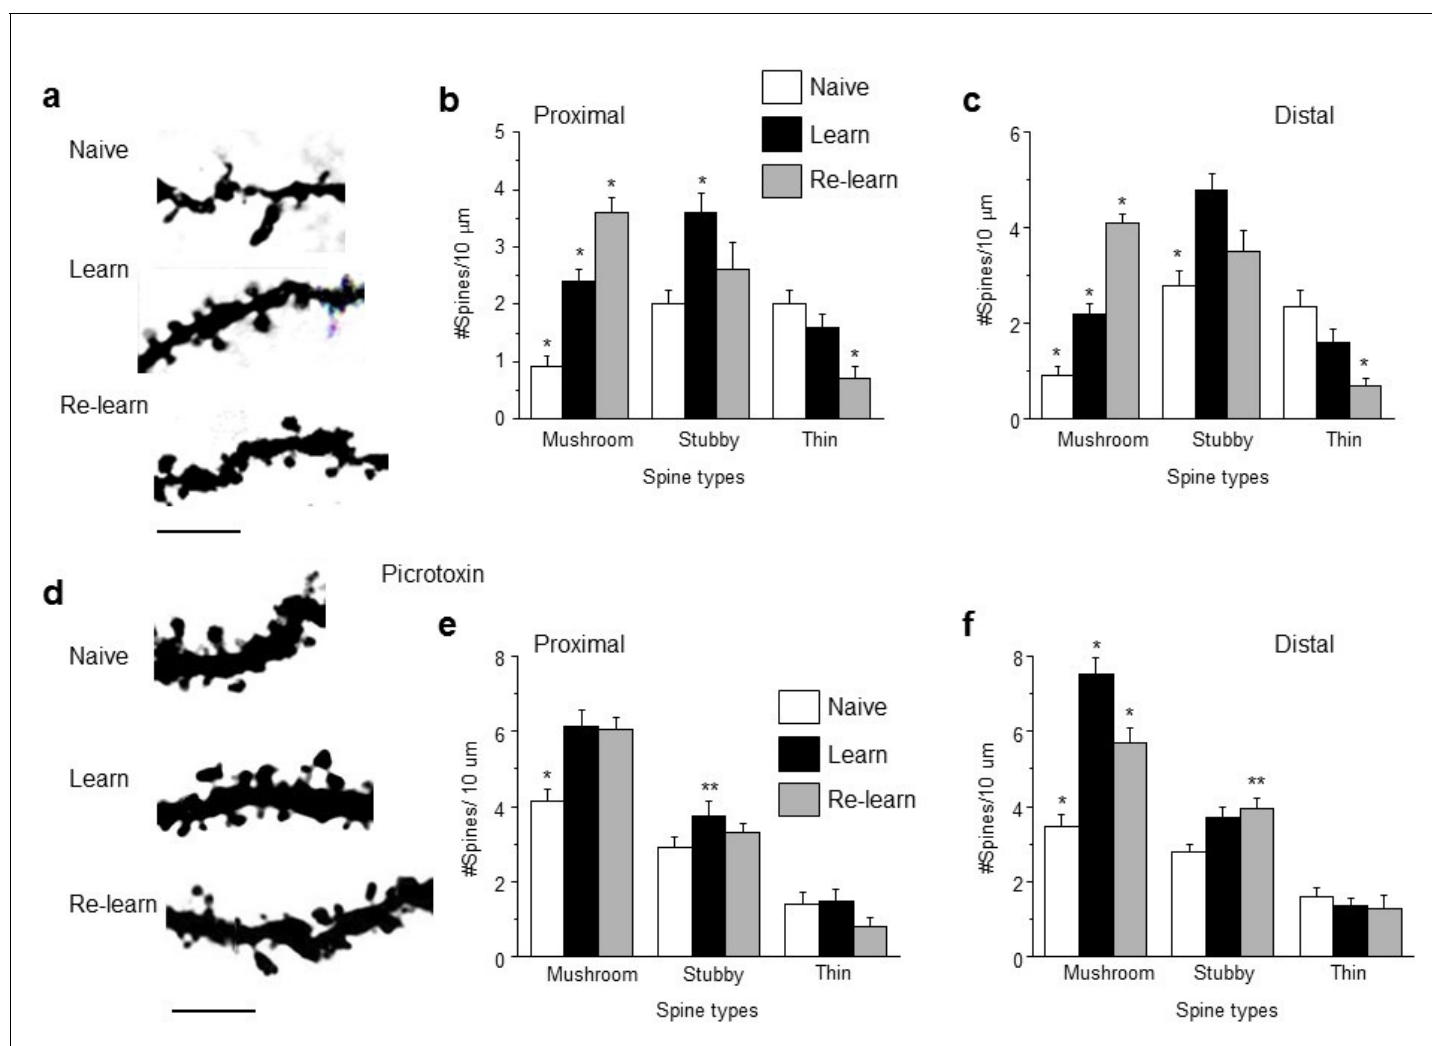 a
Naive
Learn
Re-learn
b
Proximal
Naive
Learn
Re-learn
5
4
3
2
1
0
#Spines/10 µm
*
*
*
*
*
Mushroom
Stubby
Thin
Spine types
c
Distal
6
4
2
0
#Spines/10 µm
*
*
*
*
*
Mushroom
Stubby
Thin
Spine types
d
Picrotoxin
Naive
Learn
Re-learn
e
Proximal
Naive
Learn
Re-learn
8
6
4
2
0
#Spines/ 10 um
*
**
Mushroom
Stubby
Thin
Spine types
f
Distal
8
6
4
2
0
#Spines/10 um
*
*
*
**
Mushroom
Stubby
Thin
Spine types